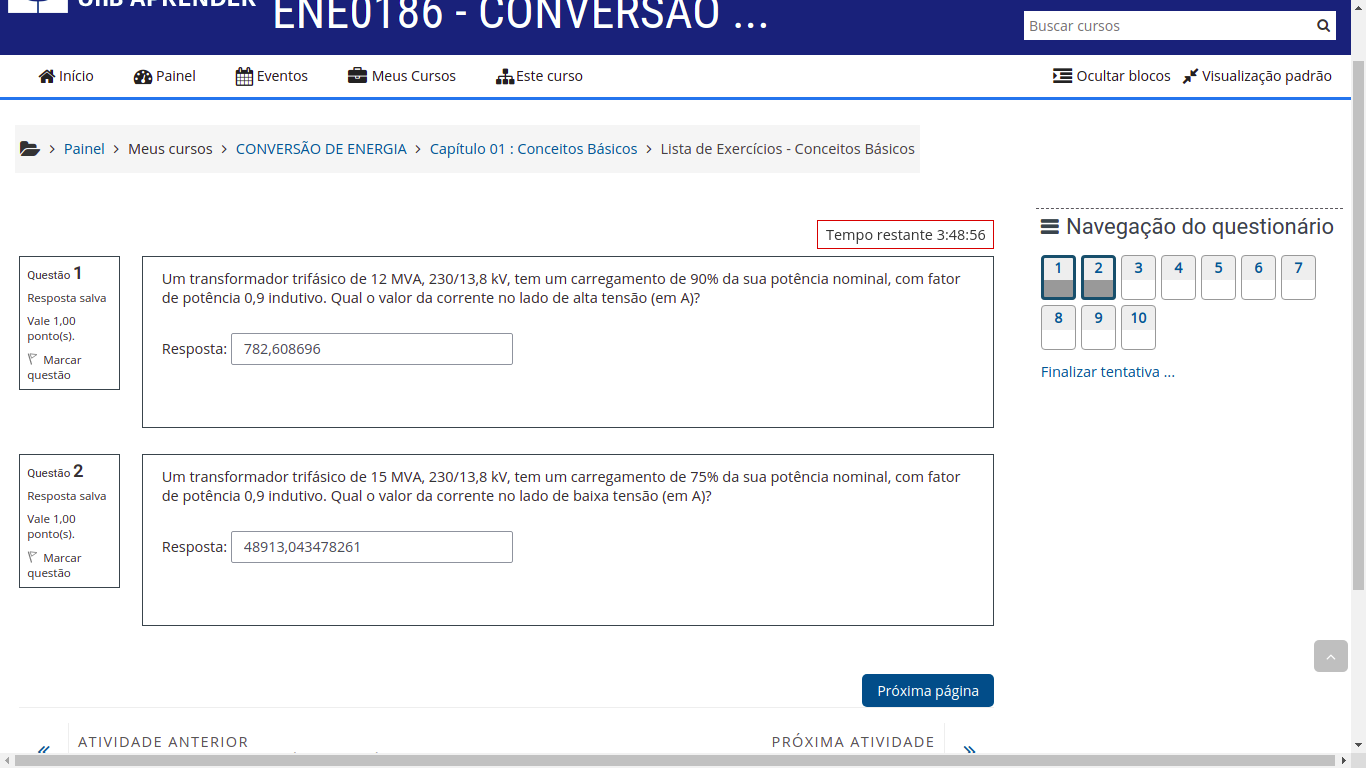 UnB APRENDER
ENE0186 - CONVERSÃO ...
Buscar cursos
Início
Painel
Eventos
Meus Cursos
Este curso
Ocultar blocos
Visualização padrão
Painel
Meus cursos
CONVERSÃO DE ENERGIA
Capítulo 01 : Conceitos Básicos
Lista de Exercícios - Conceitos Básicos
Tempo restante 3:48:56
Questão 1
Resposta salva
Vale 1,00
ponto(s).
Marcar
questão
Um transformador trifásico de 12 MVA, 230/13,8 kV, tem um carregamento de 90% da sua potência nominal, com fator
de potência 0,9 indutivo. Qual o valor da corrente no lado de alta tensão (em A)?
Resposta: 782,608696
Questão 2
Resposta salva
Vale 1,00
ponto(s).
Marcar
questão
Um transformador trifásico de 15 MVA, 230/13,8 kV, tem um carregamento de 75% da sua potência nominal, com fator
de potência 0,9 indutivo. Qual o valor da corrente no lado de baixa tensão (em A)?
Resposta: 48913,043478261
Próxima página
ATIVIDADE ANTERIOR
PRÓXIMA ATIVIDADE
Navegação do questionário
1 2 3 4 5 6 7
8 9 10
Finalizar tentativa ...